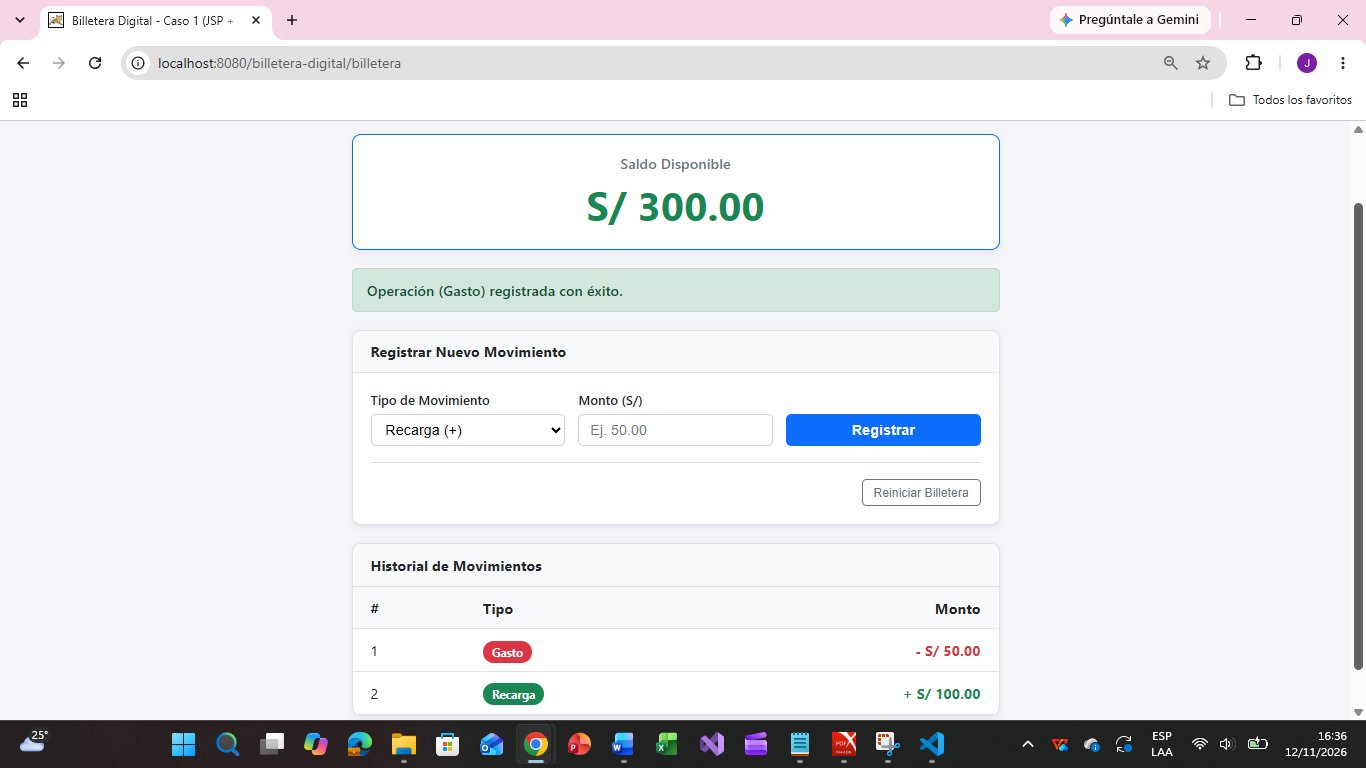 Billetera Digital - Caso 1 (JSP +
Pregúntale a Gemini
localhost:8080/billetera-digital/billetera
J
Todos los favoritos
Saldo Disponible
S/ 300.00
Operación (Gasto) registrada con éxito.
Registrar Nuevo Movimiento
Tipo de Movimiento Monto (S/)
Recarga (+) Ej. 50.00 Registrar
Reiniciar Billetera
Historial de Movimientos
# Tipo Monto
1 Gasto - S/ 50.00
2 Recarga + S/ 100.00
25°
ESP
LAA
16:36
12/11/2026